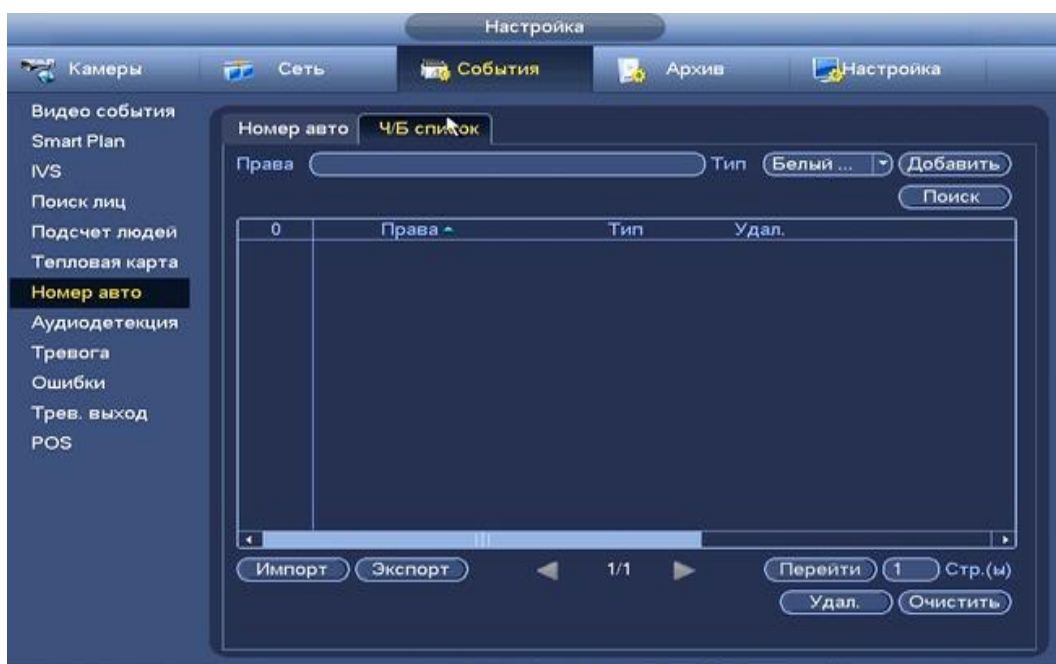 Настройка
Камеры Сеть События Архив Настройка
Видео события
Smart Plan
IVS
Поиск лиц
Подсчет людей
Тепловая карта
Номер авто
Аудиодетекция
Тревога
Ошибки
Трев. выход
POS
Номер авто Ч/Б список
Права Тип Белый ... Добавить
Поиск
0 Права Тип Удал.
Импорт Экспорт 1/1 Перейти 1 Стр.(ы)
Удал. Очистить